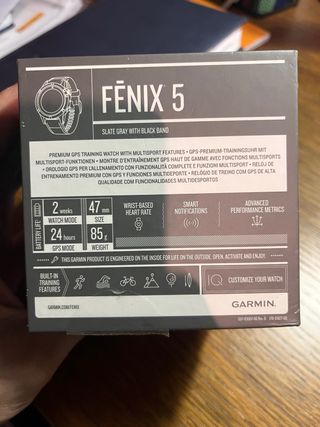 FĒNIX 5
SLATE GRAY WITH BLACK BAND
PREMIUM GPS TRAINING WATCH WITH MULTISPORT FEATURES • GPS-PREMIUM-TRAININGSUHR MIT
MULTISPORT-FUNKTIONEN • MONTRE D'ENTRAÎNEMENT GPS HAUT DE GAMME AVEC FONCTIONS MULTISPORTS
• OROLOGIO GPS PER L'ALLENAMENTO CON FUNZIONALITÀ COMPLETE E FUNZIONI MULTISPORT • RELOJ DE
ENTRENAMIENTO PREMIUM CON GPS Y FUNCIONES MULTIDEPORTE • RELÓGIO DE TREINO COM GPS DE ALTA
QUALIDADE COM FUNCIONALIDADES MULTIDESPORTOS
BATTERY LIFE
2 weeks
WATCH MODE
47 mm
SIZE
24 hours
GPS MODE
85g
WEIGHT
WRIST-BASED
HEART RATE
SMART
NOTIFICATIONS
ADVANCED
PERFORMANCE METRICS
THIS GARMIN PRODUCT IS ENGINEERED ON THE INSIDE FOR LIFE ON THE OUTSIDE. OPEN, ACTIVATE AND ENJOY!
BUILT-IN
TRAINING
FEATURES
IQ
CUSTOMIZE YOUR WATCH
GARMIN.COM/FENIX
GARMIN